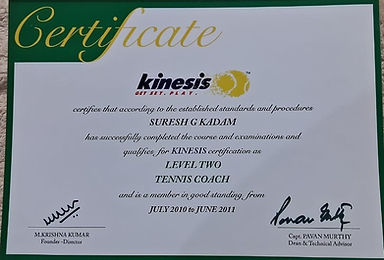 Certificate
kinesis™
GET SET. PLAY.
certifies that according to the established standards and procedures
SURESH G KADAM
has successfully completed the course and examinations and
qualifies for KINESIS certification as
LEVEL TWO
TENNIS COACH
and is a member in good standing, from
JULY 2010 to JUNE 2011
M.KRISHNA KUMAR
Founder -Director
Capt. PAVAN MURTHY
Dean & Technical Advisor